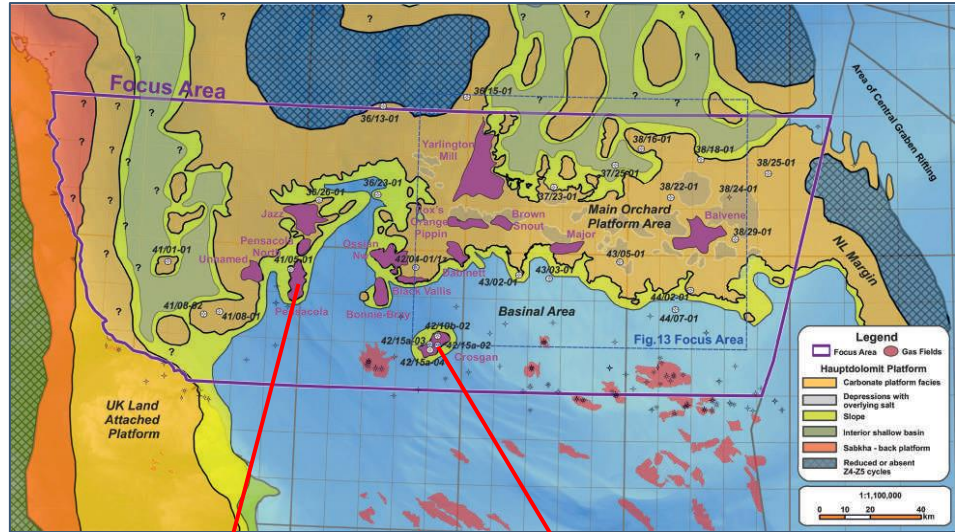 ?
?
?
?
?
?
?
?
?
?
?
?
?
?
Focus Area
36/15-01
36/13-01
Area of Central Graben Rifting
Yarlington
Mill
38/16-01
38/18-01
37/25-01
38/25-01
36/23-01
36/26-01
37/23-01
38/22-01
38/24-01
Jazz
Fox's
Orange
Pippin
Brown
Snout
Main Orchard
Platform Area
Balvene
38/29-01
NL Margin
Pensacola
North
Ossian
NW
Major
41/01-01
Unnamed
41/05-01
42/04-01/1z
Dabinett
43/05-01
43/02-01
43/03-01
Black Vallis
44/02-01
41/08-02
41/08-01
Pensacola
Bonnie-Bray
Basinal Area
44/07-01
42/10b-02
42/15a-03
42/15a-02
Crosgan
42/15a-04
Fig.13 Focus Area
UK Land
Attached
Platform
Legend
Focus Area
Gas Fields
Hauptdolomit Platform
Carbonate platform facies
Depressions with
overlying salt
Slope
Interior shallow basin
Sabkha - back platform
Reduced or absent
Z4-Z5 cycles
1:1,100,000
0 10 20 40
km